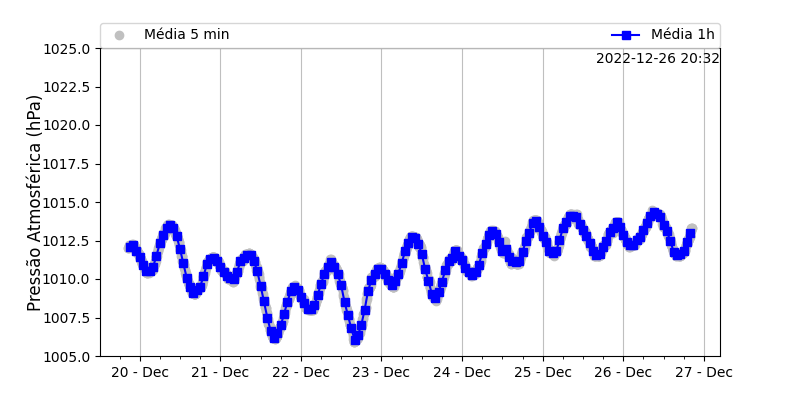 Média 5 min
Média 1h
2022-12-26 20:32
Pressão Atmosférica (hPa)
1025.0
1022.5
1020.0
1017.5
1015.0
1012.5
1010.0
1007.5
1005.0
20 - Dec
21 - Dec
22 - Dec
23 - Dec
24 - Dec
25 - Dec
26 - Dec
27 - Dec